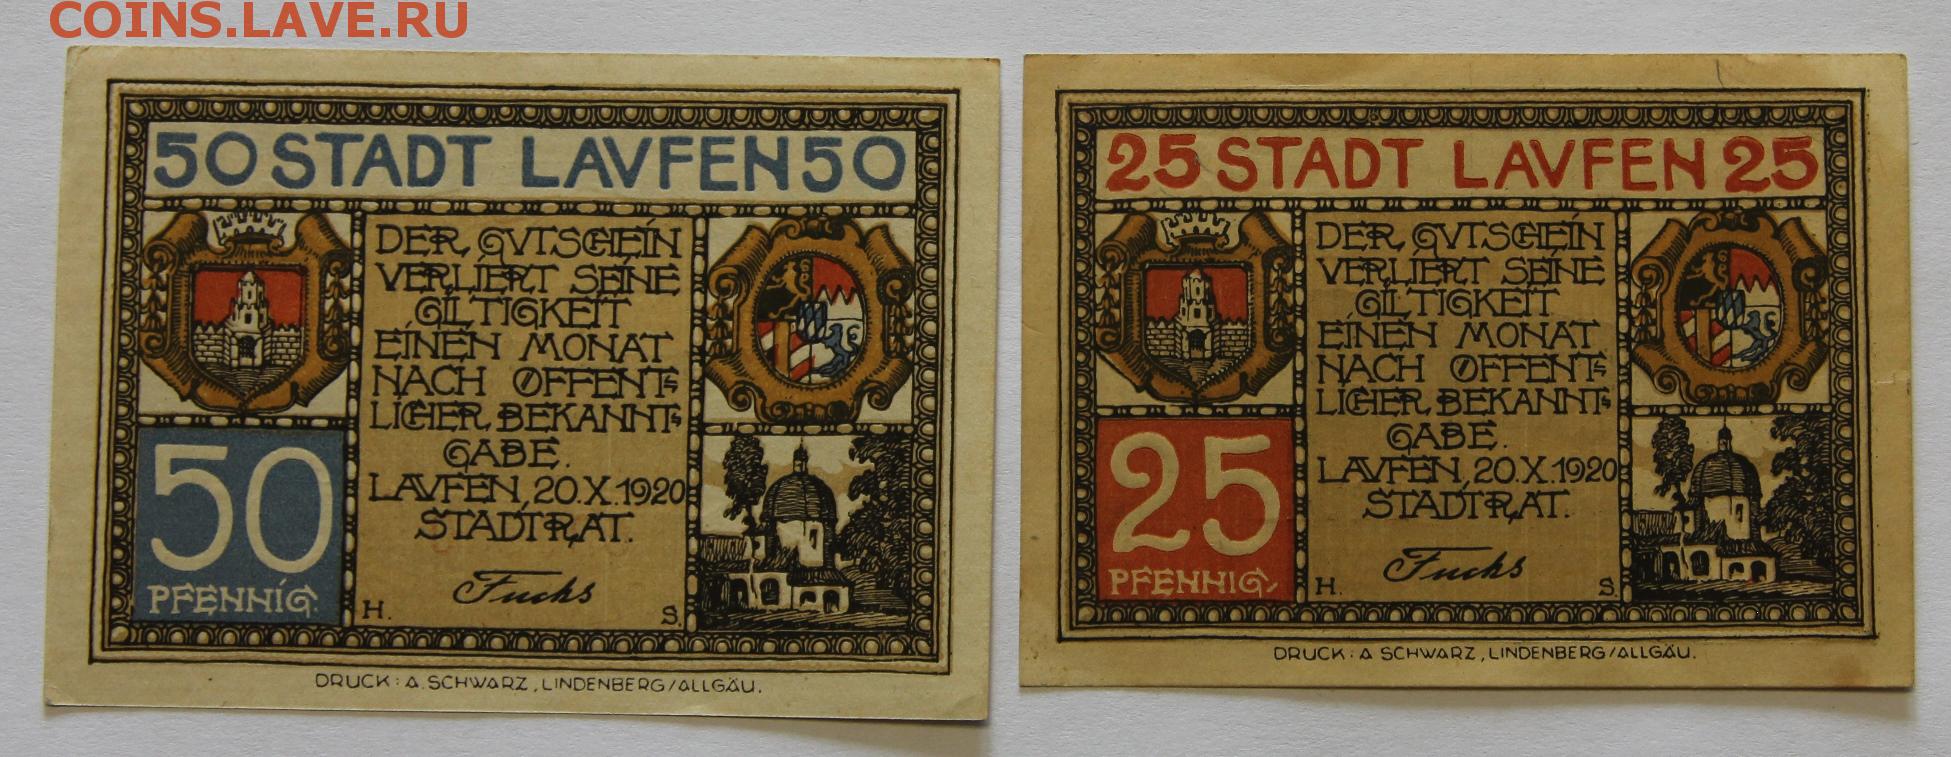 COINS.LAVE.RU
50 STADT LAVFEN 50
DER GVTSCHEIN
VERLIERT SEINE
GILTIGKEIT
EINEN MONAT
NACH ØFFENT=
LICHER BEKANNT=
GABE.
LAVFEN, 20.X.1920
STADTRAT.
Fuchs
50
PFENNIG.
H. S.
DRUCK: A. SCHWARZ, LINDENBERG/ALLGÄU.
25 STADT LAVFEN 25
DER GVTSCHEIN
VERLIERT SEINE
GILTIGKEIT
EINEN MONAT
NACH ØFFENT=
LICHER BEKANNT=
GABE.
LAVFEN, 20.X.1920
STADTRAT.
Fuchs
25
PFENNIG.
H. S.
DRUCK: A SCHWARZ, LINDENBERG/ALLGÄU.